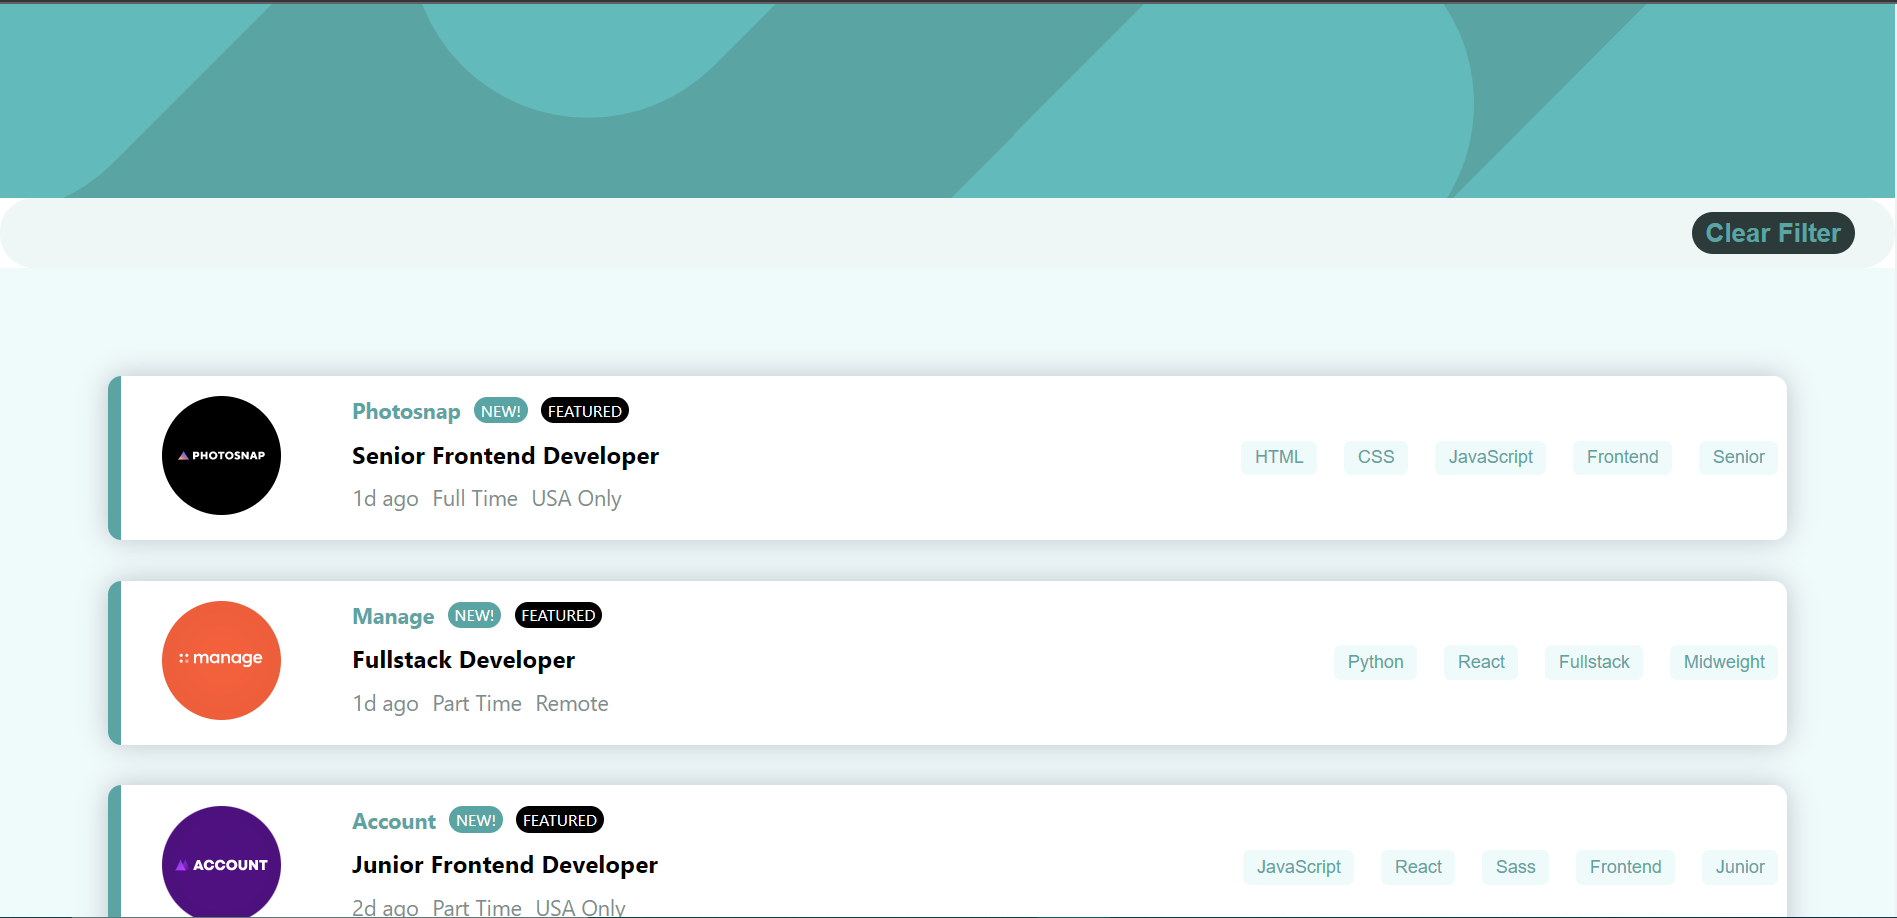 Clear Filter
PHOTOSNAP
Photosnap NEW! FEATURED
Senior Frontend Developer
1d ago Full Time USA Only
HTML CSS JavaScript Frontend Senior
manage
Manage NEW! FEATURED
Fullstack Developer
1d ago Part Time Remote
Python React Fullstack Midweight
ACCOUNT
Account NEW! FEATURED
Junior Frontend Developer
2d ago Part Time USA Only
JavaScript React Sass Frontend Junior